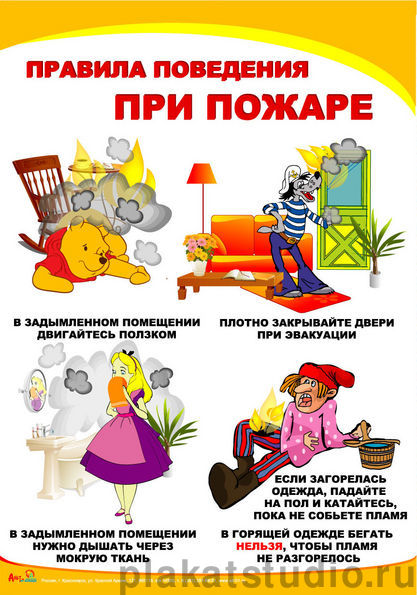 ПРАВИЛА ПОВЕДЕНИЯ
ПРИ ПОЖАРЕ
В ЗАДЫМЛЕННОМ ПОМЕЩЕНИИ
ДВИГАЙТЕСЬ ПОЛЗКОМ
ПЛОТНО ЗАКРЫВАЙТЕ ДВЕРИ
ПРИ ЭВАКУАЦИИ
В ЗАДЫМЛЕННОМ ПОМЕЩЕНИИ
НУЖНО ДЫШАТЬ ЧЕРЕЗ
МОКРУЮ ТКАНЬ
ЕСЛИ ЗАГОРЕЛАСЬ
ОДЕЖДА, ПАДАЙТЕ
НА ПОЛ И КАТАЙТЕСЬ,
ПОКА НЕ СОБЬЕТЕ ПЛАМЯ
В ГОРЯЩЕЙ ОДЕЖДЕ БЕГАТЬ
НЕЛЬЗЯ, ЧТОБЫ ПЛАМЯ
НЕ РАЗГОРЕЛОСЬ
plakatstudio.ru